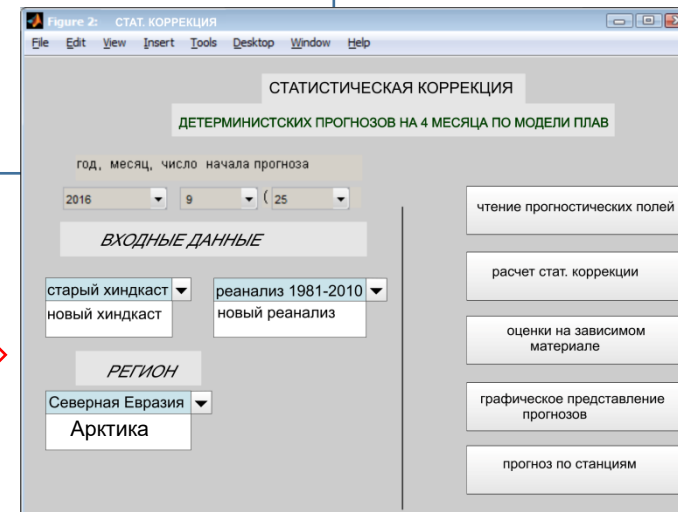 Figure 2: СТАТ. КОРРЕКЦИЯ
File Edit View Insert Tools Desktop Window Help
СТАТИСТИЧЕСКАЯ КОРРЕКЦИЯ
ДЕТЕРМИНИСТСКИХ ПРОГНОЗОВ НА 4 МЕСЯЦА ПО МОДЕЛИ ПЛАВ
год, месяц, число начала прогноза
2016 9 ( 25
ВХОДНЫЕ ДАННЫЕ
старый хиндкаст реанализ 1981-2010
новый хиндкаст новый реанализ
РЕГИОН
Северная Евразия
Арктика
чтение прогностических полей
расчет стат. коррекции
оценки на зависимом
материале
графическое представление
прогнозов
прогноз по станциям